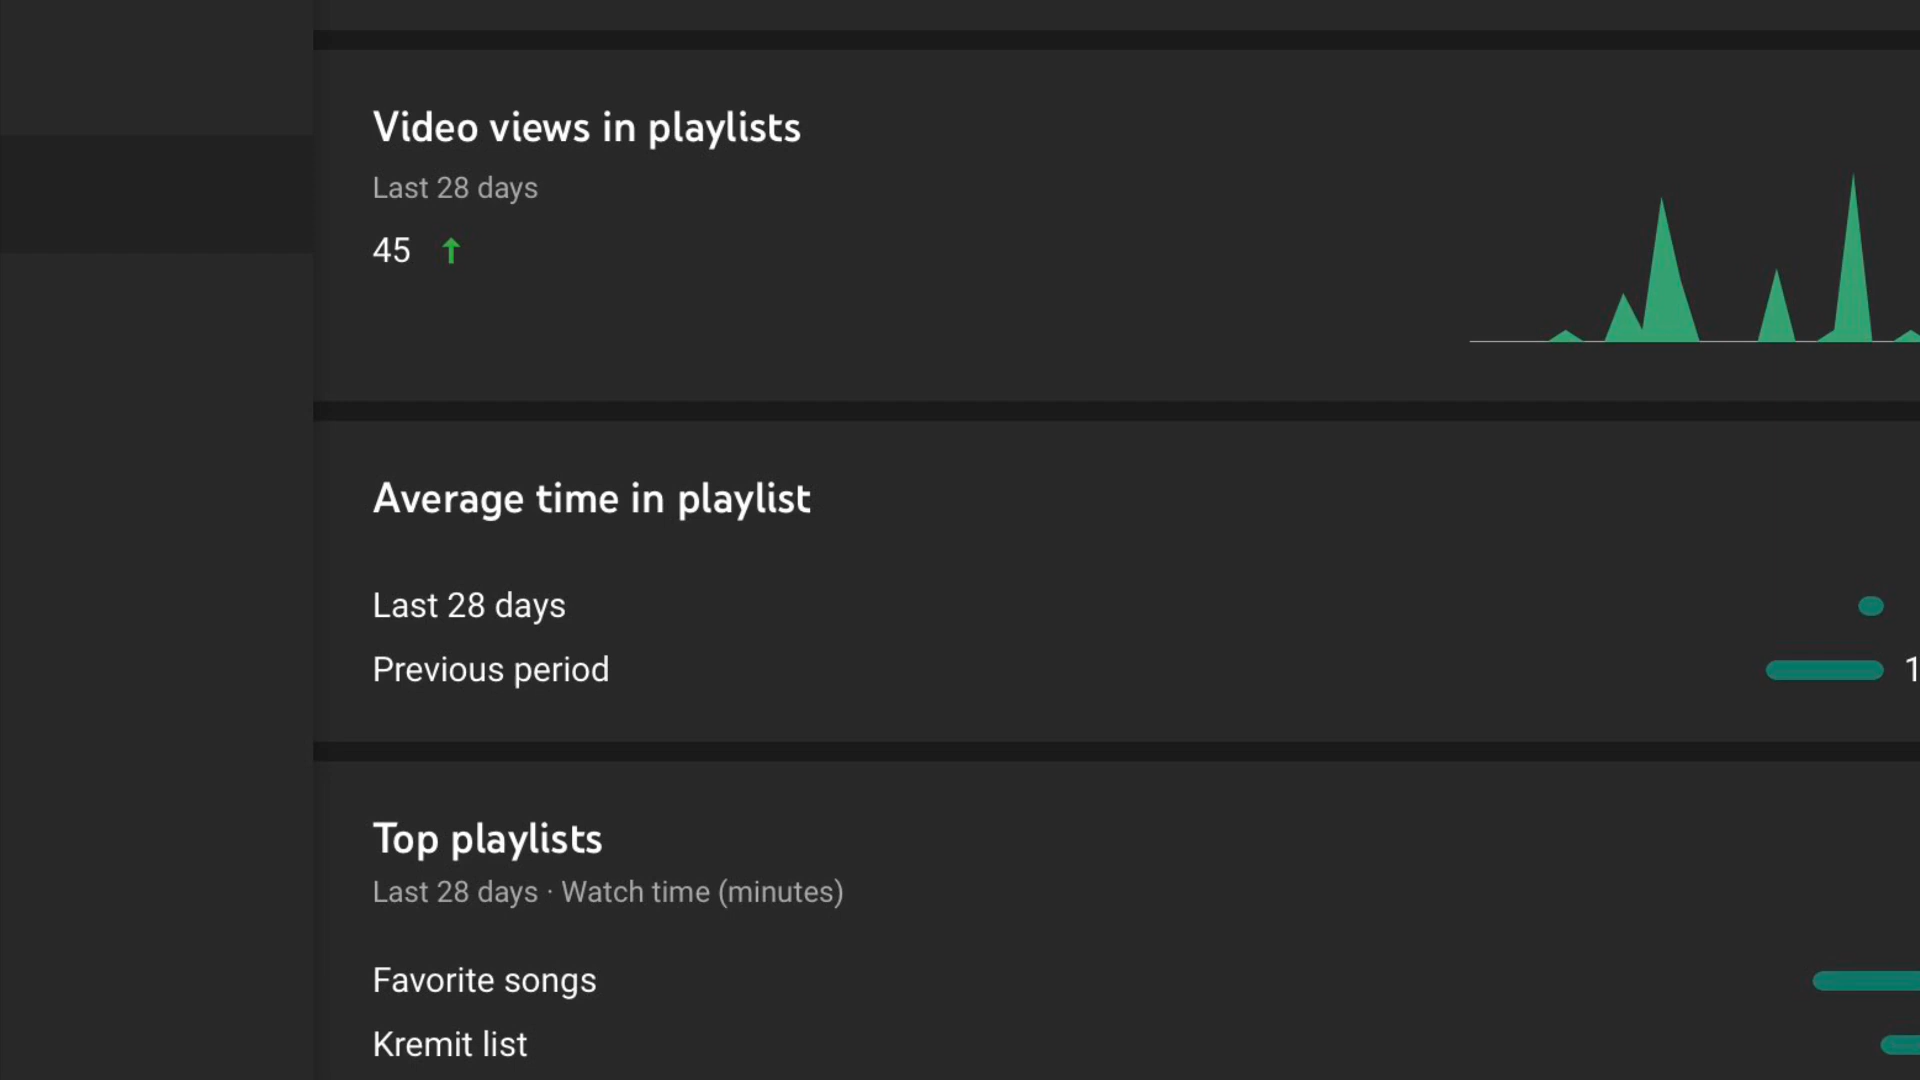 Video views in playlists
Last 28 days
45
Average time in playlist
Last 28 days
Previous period
Top playlists
Last 28 days · Watch time (minutes)
Favorite songs
Kremit list